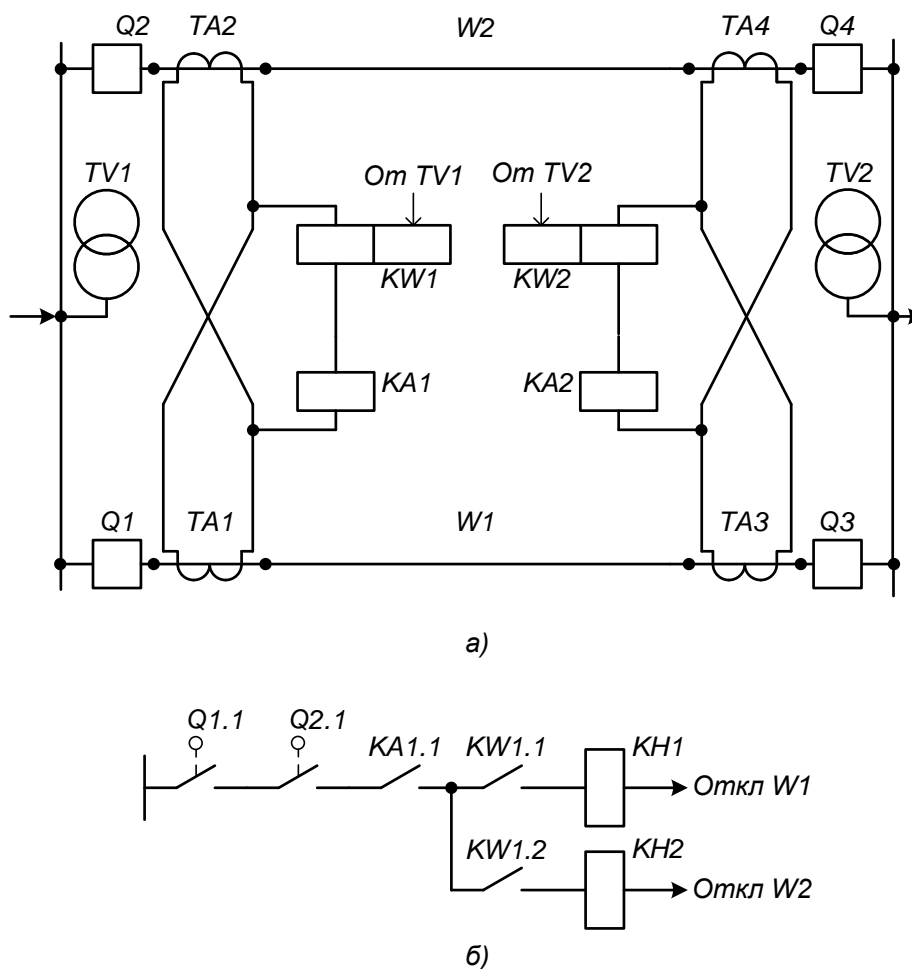 Q2 TA2 W2 TA4 Q4
TV1 От TV1 От TV2 TV2
KW1 KW2
KA1 KA2
Q1 TA1 W1 TA3 Q3
а)
Q1.1 Q2.1 KA1.1 KW1.1 KH1
Откл W1
KW1.2 KH2
Откл W2
б)